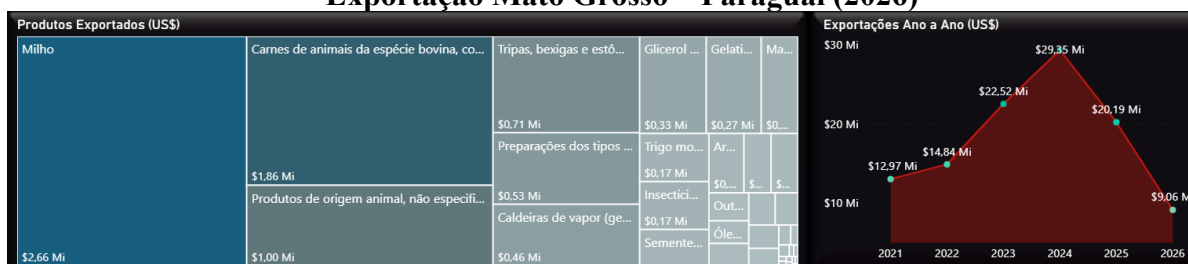 Exportação Mato Grosso – Paraguai (2026)
Produtos Exportados (US$)
Milho
$2,66 Mi
Carnes de animais da espécie bovina, co...
$1,86 Mi
Produtos de origem animal, não especifi...
$1,00 Mi
Tripas, bexigas e estô...
$0,71 Mi
Preparações dos tipos ...
$0,53 Mi
Caldeiras de vapor (ge...
$0,46 Mi
Glicerol ...
$0,33 Mi
Gelati...
$0,27 Mi
Ma...
$0,...
Trigo mo...
$0,17 Mi
Insectici...
$0,17 Mi
Semente...
Ar...
$0,...
$...
$...
Out...
Óle...
Exportações Ano a Ano (US$)
$30 Mi
$20 Mi
$10 Mi
$12,97 Mi
$14,84 Mi
$22,52 Mi
$29,35 Mi
$20,19 Mi
$9,06 Mi
2021 2022 2023 2024 2025 2026